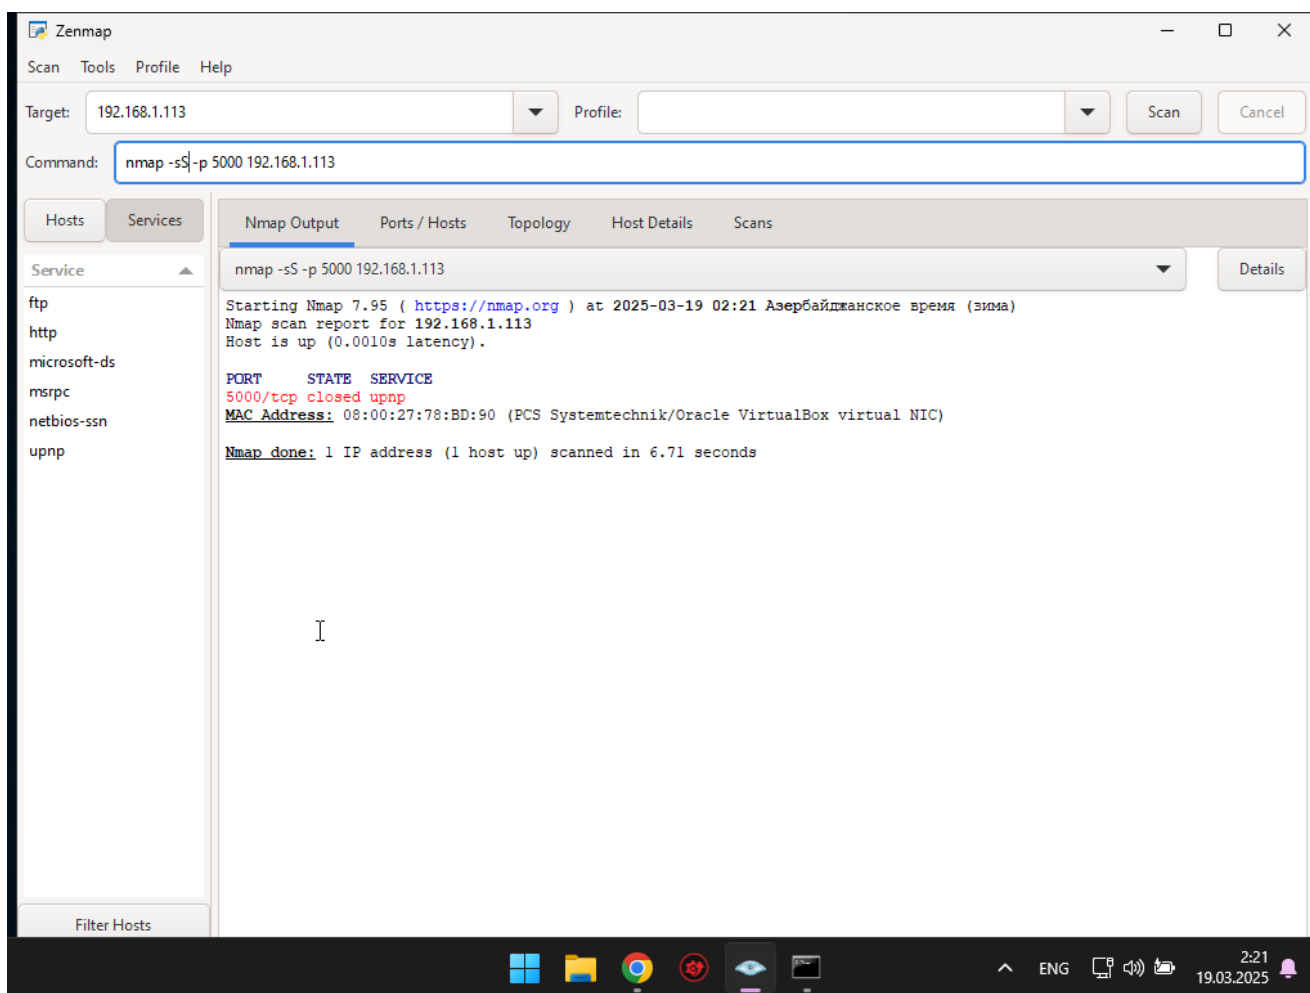 Zenmap
Scan Tools Profile Help
Target: 192.168.1.113 Profile: Scan Cancel
Command: nmap -sS -p 5000 192.168.1.113
Hosts Services
Nmap Output Ports / Hosts Topology Host Details Scans
Service
nmap -sS -p 5000 192.168.1.113 Details
ftp
http
microsoft-ds
msrpc
netbios-ssn
upnp
Starting Nmap 7.95 ( https://nmap.org ) at 2025-03-19 02:21 Азербайджанское время (зима)
Nmap scan report for 192.168.1.113
Host is up (0.0010s latency).
PORT STATE SERVICE
5000/tcp closed upnp
MAC Address: 08:00:27:78:BD:90 (PCS Systemtechnik/Oracle VirtualBox virtual NIC)
Nmap done: 1 IP address (1 host up) scanned in 6.71 seconds
Filter Hosts
ENG
2:21
19.03.2025